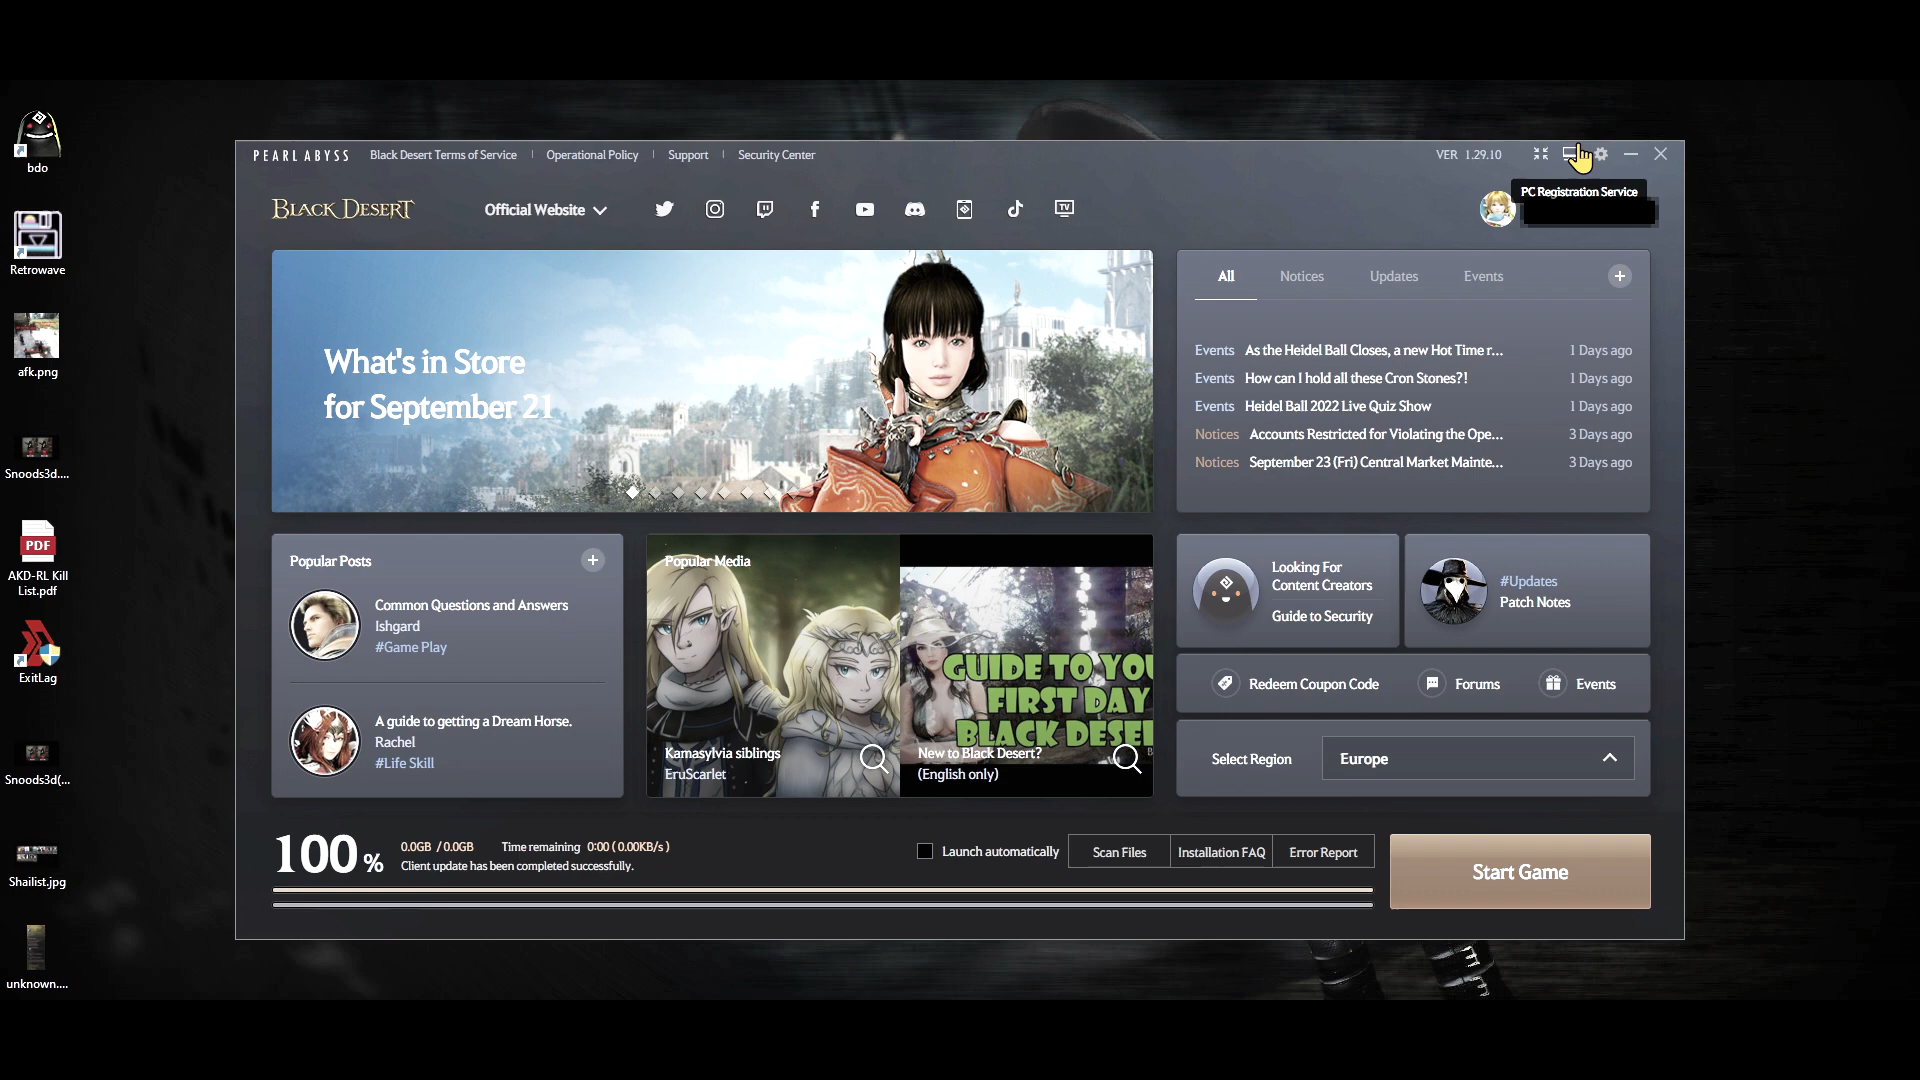 bdo
Retrowave
afk.png
Snoods3d....
PDF
AKD-RL Kill
List.pdf
ExitLag
Snoods3d(...
Shailist.jpg
unknown....
PEARL ABYSS
Black Desert Terms of Service
Operational Policy
Support
Security Center
VER 1.29.10
PC Registration Service
BLACK DESERT
Official Website
TV
What's in Store
for September 21
All
Notices
Updates
Events
Events As the Heidel Ball Closes, a new Hot Time r... 1 Days ago
Events How can I hold all these Cron Stones?! 1 Days ago
Events Heidel Ball 2022 Live Quiz Show 1 Days ago
Notices Accounts Restricted for Violating the Ope... 3 Days ago
Notices September 23 (Fri) Central Market Mainte... 3 Days ago
Popular Posts
Common Questions and Answers
Ishgard
#Game Play
A guide to getting a Dream Horse.
Rachel
#Life Skill
Popular Media
Kamasylvia siblings
EruScarlet
GUIDE TO YOU
FIRST DAY
BLACK DESER
New to Black Desert?
(English only)
Looking For
Content Creators
Guide to Security
#Updates
Patch Notes
Redeem Coupon Code
Forums
Events
Select Region
Europe
100 %
0.0GB / 0.0GB
Time remaining 0:00 ( 0.00KB/s )
Client update has been completed successfully.
Launch automatically
Scan Files
Installation FAQ
Error Report
Start Game